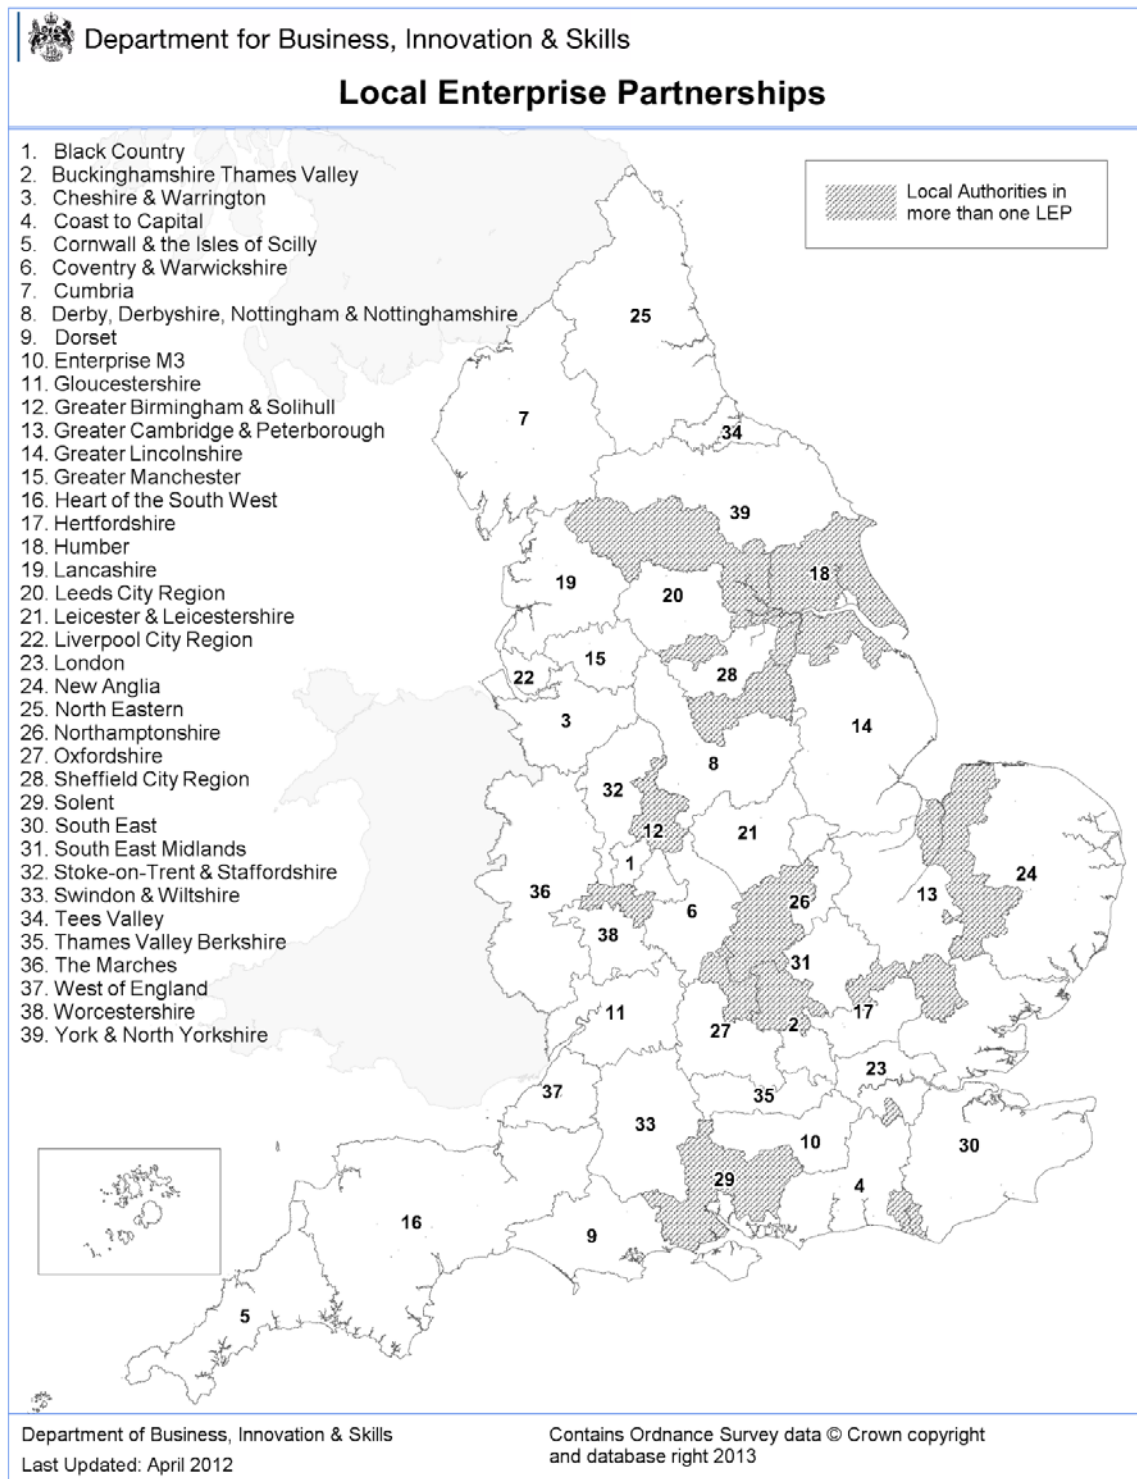 Department for Business, Innovation & Skills
Local Enterprise Partnerships
1. Black Country
2. Buckinghamshire Thames Valley
3. Cheshire & Warrington
4. Coast to Capital
5. Cornwall & the Isles of Scilly
6. Coventry & Warwickshire
7. Cumbria
8. Derby, Derbyshire, Nottingham & Nottinghamshire
9. Dorset
10. Enterprise M3
11. Gloucestershire
12. Greater Birmingham & Solihull
13. Greater Cambridge & Peterborough
14. Greater Lincolnshire
15. Greater Manchester
16. Heart of the South West
17. Hertfordshire
18. Humber
19. Lancashire
20. Leeds City Region
21. Leicester & Leicestershire
22. Liverpool City Region
23. London
24. New Anglia
25. North Eastern
26. Northamptonshire
27. Oxfordshire
28. Sheffield City Region
29. Solent
30. South East
31. South East Midlands
32. Stoke-on-Trent & Staffordshire
33. Swindon & Wiltshire
34. Tees Valley
35. Thames Valley Berkshire
36. The Marches
37. West of England
38. Worcestershire
39. York & North Yorkshire
Local Authorities in
more than one LEP
25
7
34
39
18
19
20
15
28
22
3
14
8
32
12
21
1
24
36
13
26
6
38
31
11
17
2
27
23
37
35
33
10
30
29
4
16
9
5
Department of Business, Innovation & Skills
Last Updated: April 2012
Contains Ordnance Survey data © Crown copyright
and database right 2013